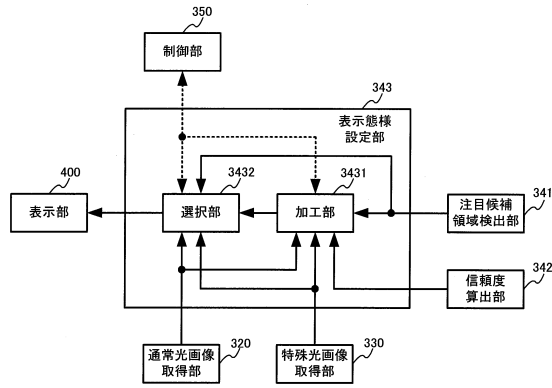 350
制御部
343
表示態様
設定部
400
表示部
3432
選択部
3431
加工部
341
注目候補
領域検出部
342
信頼度
算出部
320
通常光画像
取得部
330
特殊光画像
取得部